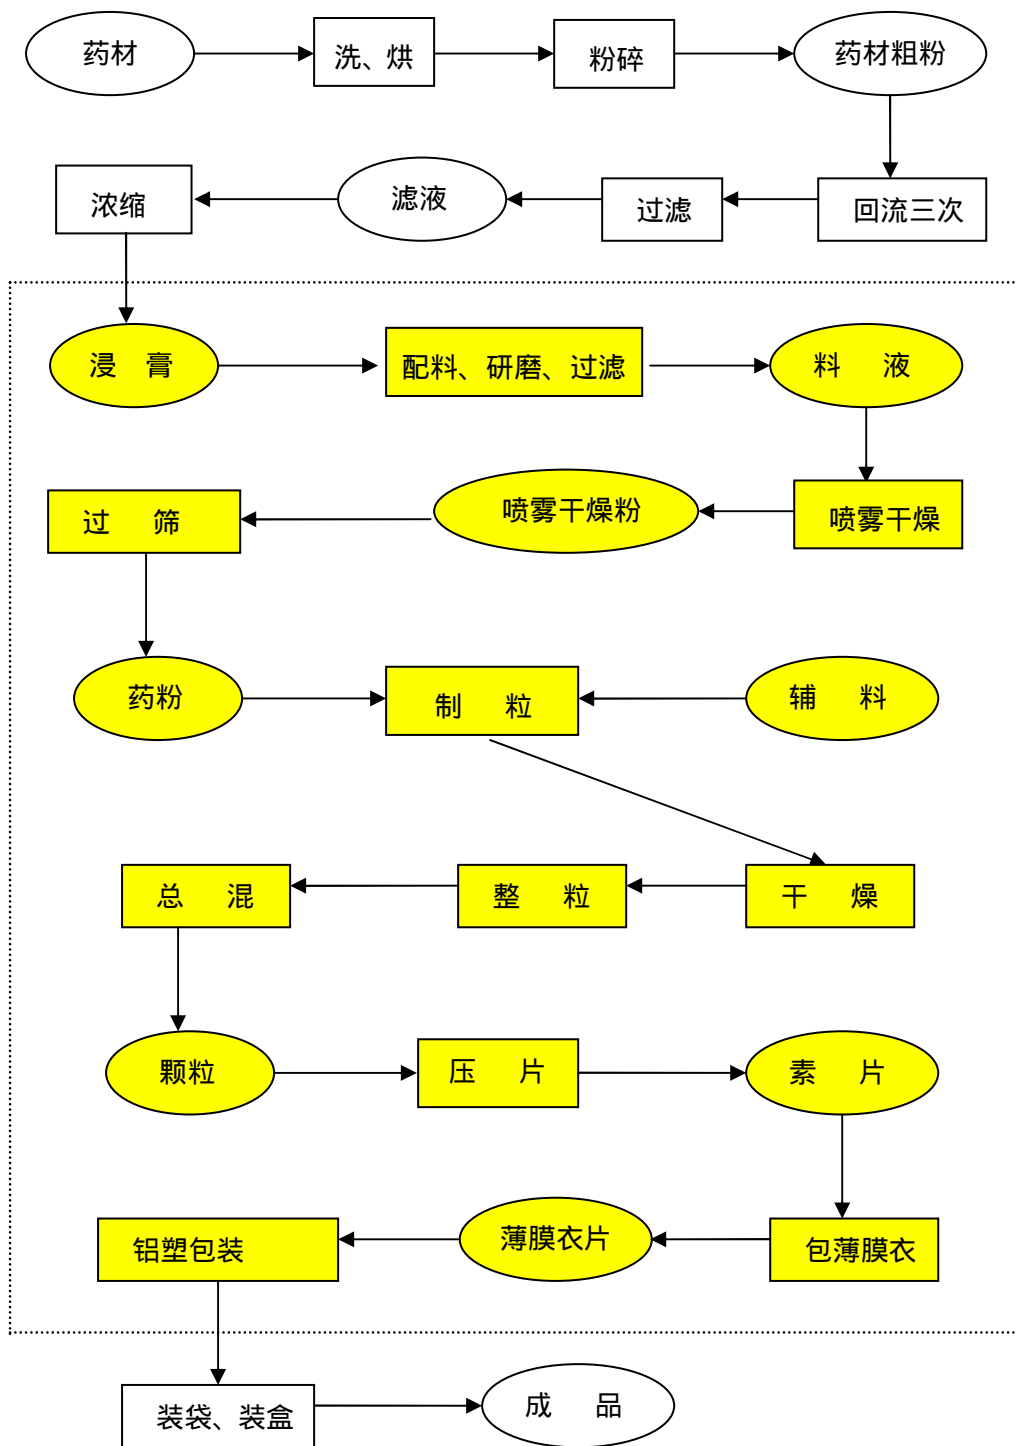 药材
洗、烘
粉碎
药材粗粉
回流三次
过滤
滤液
浓缩
浸 膏
配料、研磨、过滤
料 液
喷雾干燥
喷雾干燥粉
过 筛
药粉
制 粒
辅 料
干 燥
整 粒
总 混
颗粒
压 片
素 片
包薄膜衣
薄膜衣片
铝塑包装
装袋、装盒
成 品